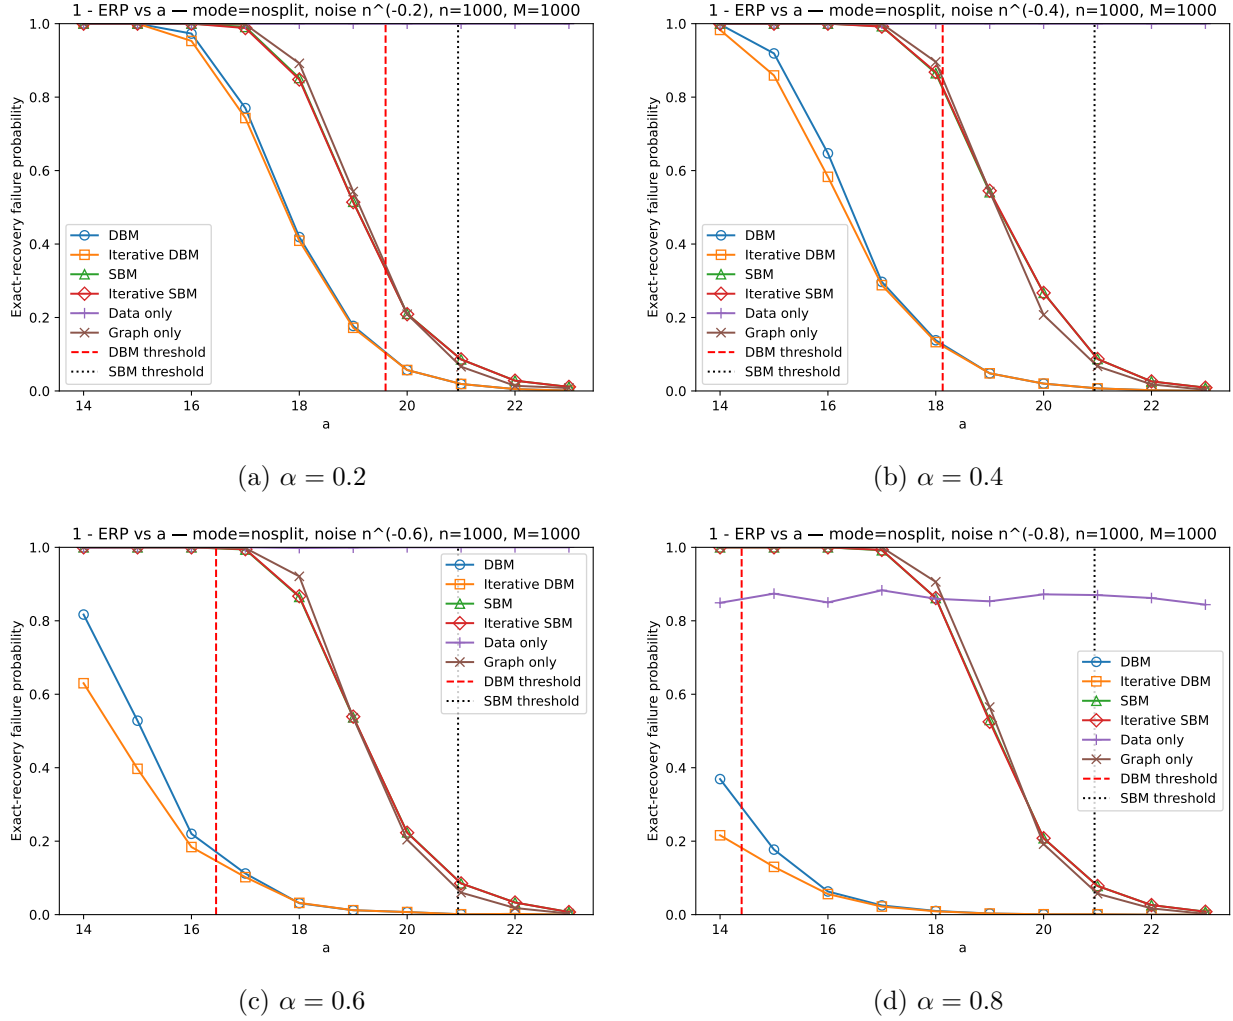 1 - ERP vs a — mode=nosplit, noise n^(-0.2), n=1000, M=1000
Exact-recovery failure probability
1.0
0.8
0.6
0.4
0.2
0.0
DBM
Iterative DBM
SBM
Iterative SBM
Data only
Graph only
DBM threshold
SBM threshold
14 16 18 20 22
a
(a) α = 0.2
1 - ERP vs a — mode=nosplit, noise n^(-0.4), n=1000, M=1000
Exact-recovery failure probability
1.0
0.8
0.6
0.4
0.2
0.0
DBM
Iterative DBM
SBM
Iterative SBM
Data only
Graph only
DBM threshold
SBM threshold
14 16 18 20 22
a
(b) α = 0.4
1 - ERP vs a — mode=nosplit, noise n^(-0.6), n=1000, M=1000
Exact-recovery failure probability
1.0
0.8
0.6
0.4
0.2
0.0
DBM
Iterative DBM
SBM
Iterative SBM
Data only
Graph only
DBM threshold
SBM threshold
14 16 18 20 22
a
(c) α = 0.6
1 - ERP vs a — mode=nosplit, noise n^(-0.8), n=1000, M=1000
Exact-recovery failure probability
1.0
0.8
0.6
0.4
0.2
0.0
DBM
Iterative DBM
SBM
Iterative SBM
Data only
Graph only
DBM threshold
SBM threshold
14 16 18 20 22
a
(d) α = 0.8